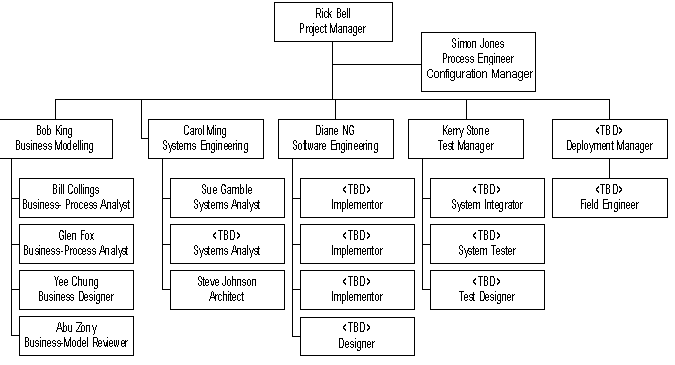 Rick Bell
Project Manager
Simon Jones
Process Engineer
Configuration Manager
Bob King
Business Modelling
Carol Ming
Systems Engineering
Diane NG
Software Engineering
Kerry Stone
Test Manager
<TBD>
Deployment Manager
Bill Collings
Business- Process Analyst
Glen Fox
Business-Process Analyst
Yee Chung
Business Designer
Abu Zony
Business-Model Reviewer
Sue Gamble
Systems Analyst
<TBD>
Systems Analyst
Steve Johnson
Architect
<TBD>
Implementor
<TBD>
Implementor
<TBD>
Implementor
<TBD>
Designer
<TBD>
System Integrator
<TBD>
System Tester
<TBD>
Test Designer
<TBD>
Field Engineer